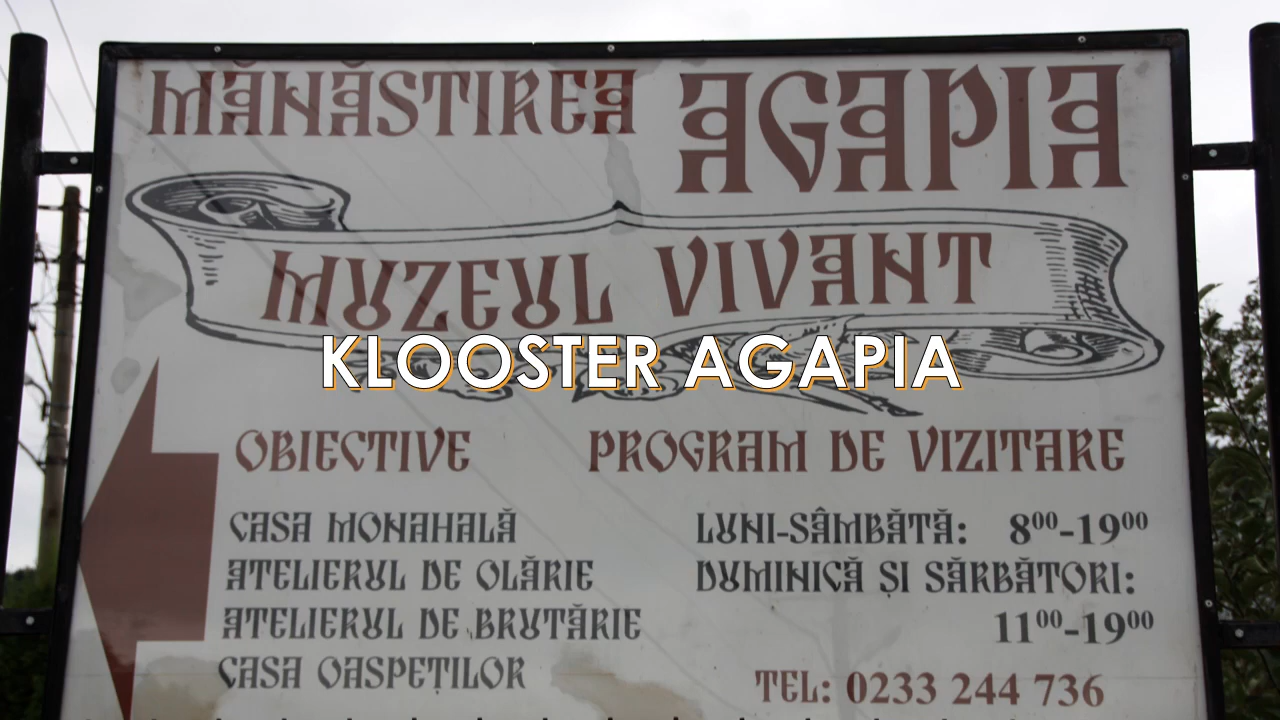 MĂNĂSTIREA AGAPIA
MUZEUL VIVANT
KLOOSTER AGAPIA
OBIECTIVE PROGRAM DE VIZITARE
CASA MONAHALĂ LUNI-SÂMBĂTĂ: 8⁰⁰-19⁰⁰
ATELIERUL DE OLĂRIE DUMINICĂ ȘI SĂRBĂTORI:
ATELIERUL DE BRUTĂRIE 11⁰⁰-19⁰⁰
CASA OASPEȚILOR TEL: 0233 244 736